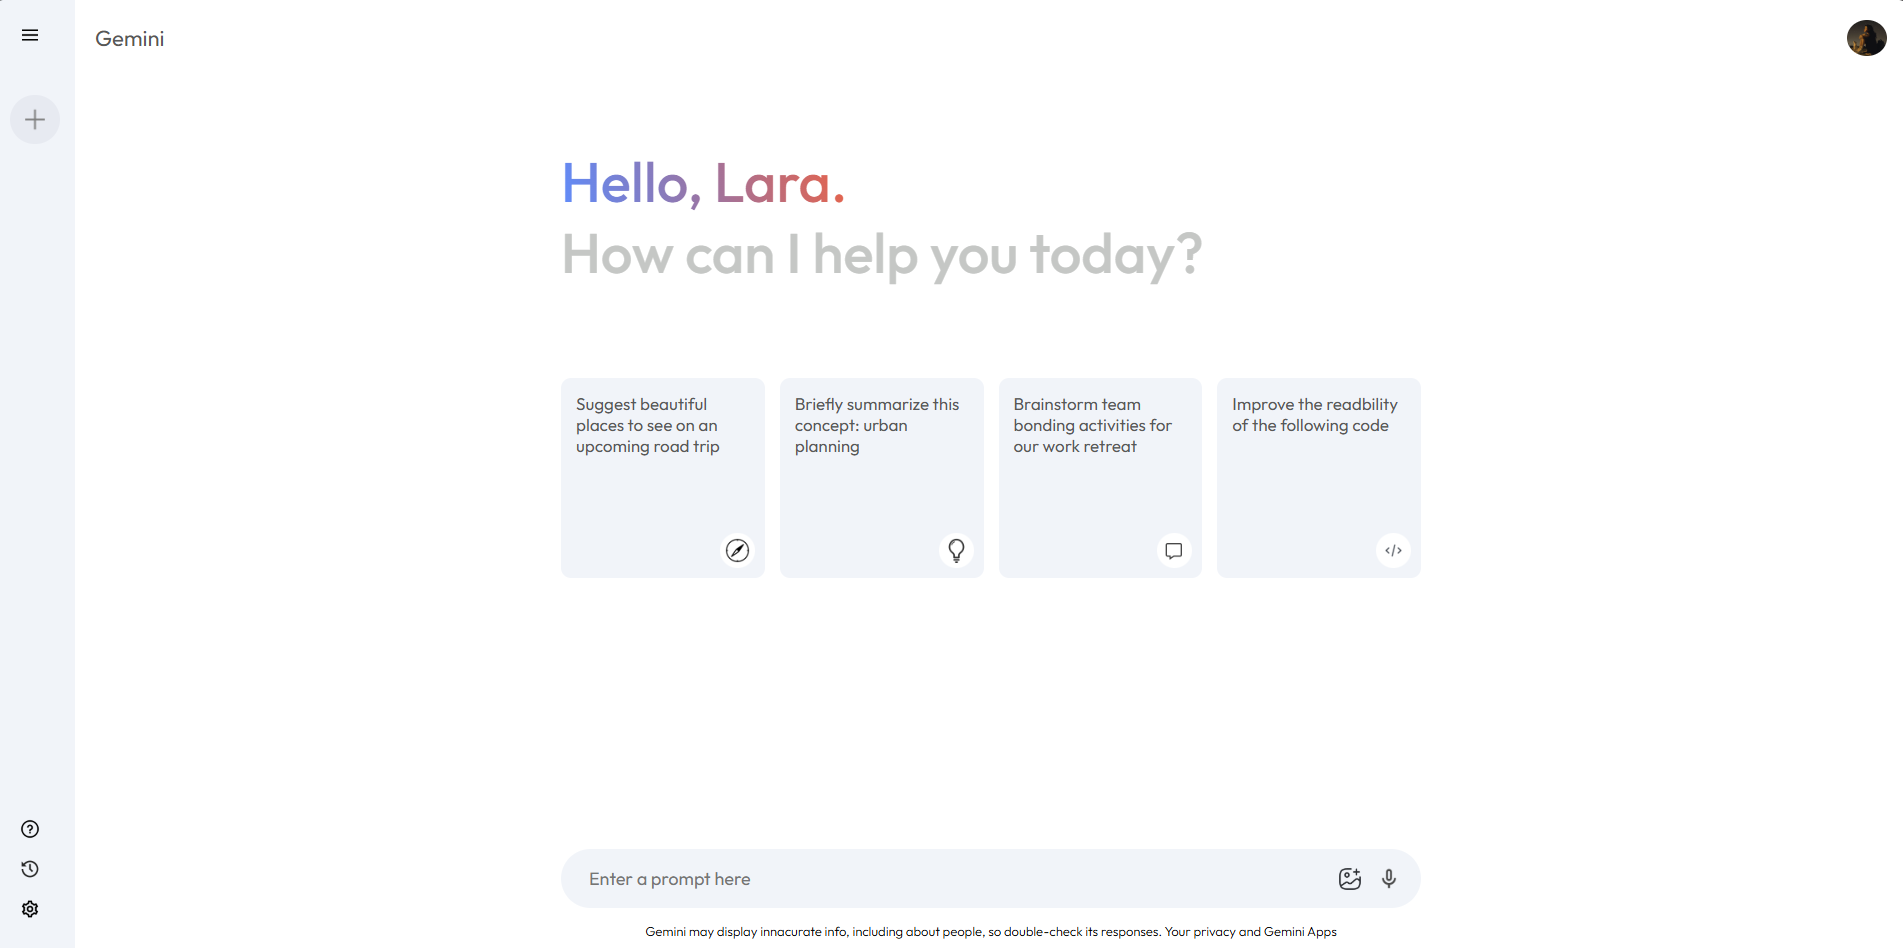 Gemini
Hello, Lara.
How can I help you today?
Suggest beautiful
places to see on an
upcoming road trip
Briefly summarize this
concept: urban
planning
Brainstorm team
bonding activities for
our work retreat
Improve the readbility
of the following code
Enter a prompt here
Gemini may display innacurate info, including about people, so double-check its responses. Your privacy and Gemini Apps